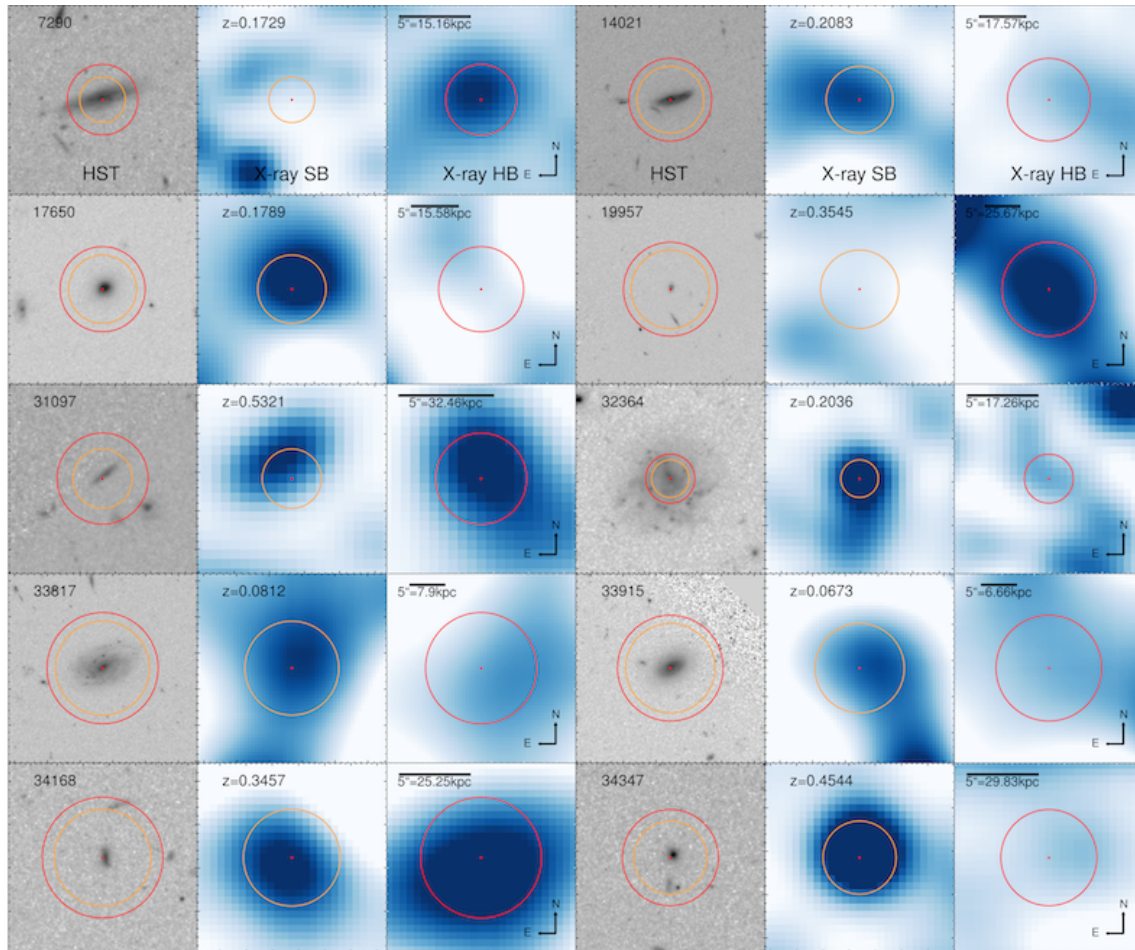 7290 z=0.1729 5"=15.16kpc 14021 z=0.2083 5"=17.57kpc
N N
HST X-ray SB X-ray HB E HST X-ray SB X-ray HB E
17650 z=0.1789 5"=15.58kpc 19957 z=0.3545 5"=25.67kpc
N N
E E
31097 z=0.5321 5"=32.46kpc 32364 z=0.2036 5"=17.26kpc
N N
E E
33817 z=0.0812 5"=7.9kpc 33915 z=0.0673 5"=6.66kpc
N N
E E
34168 z=0.3457 5"=25.25kpc 34347 z=0.4544 5"=29.83kpc
N N
E E